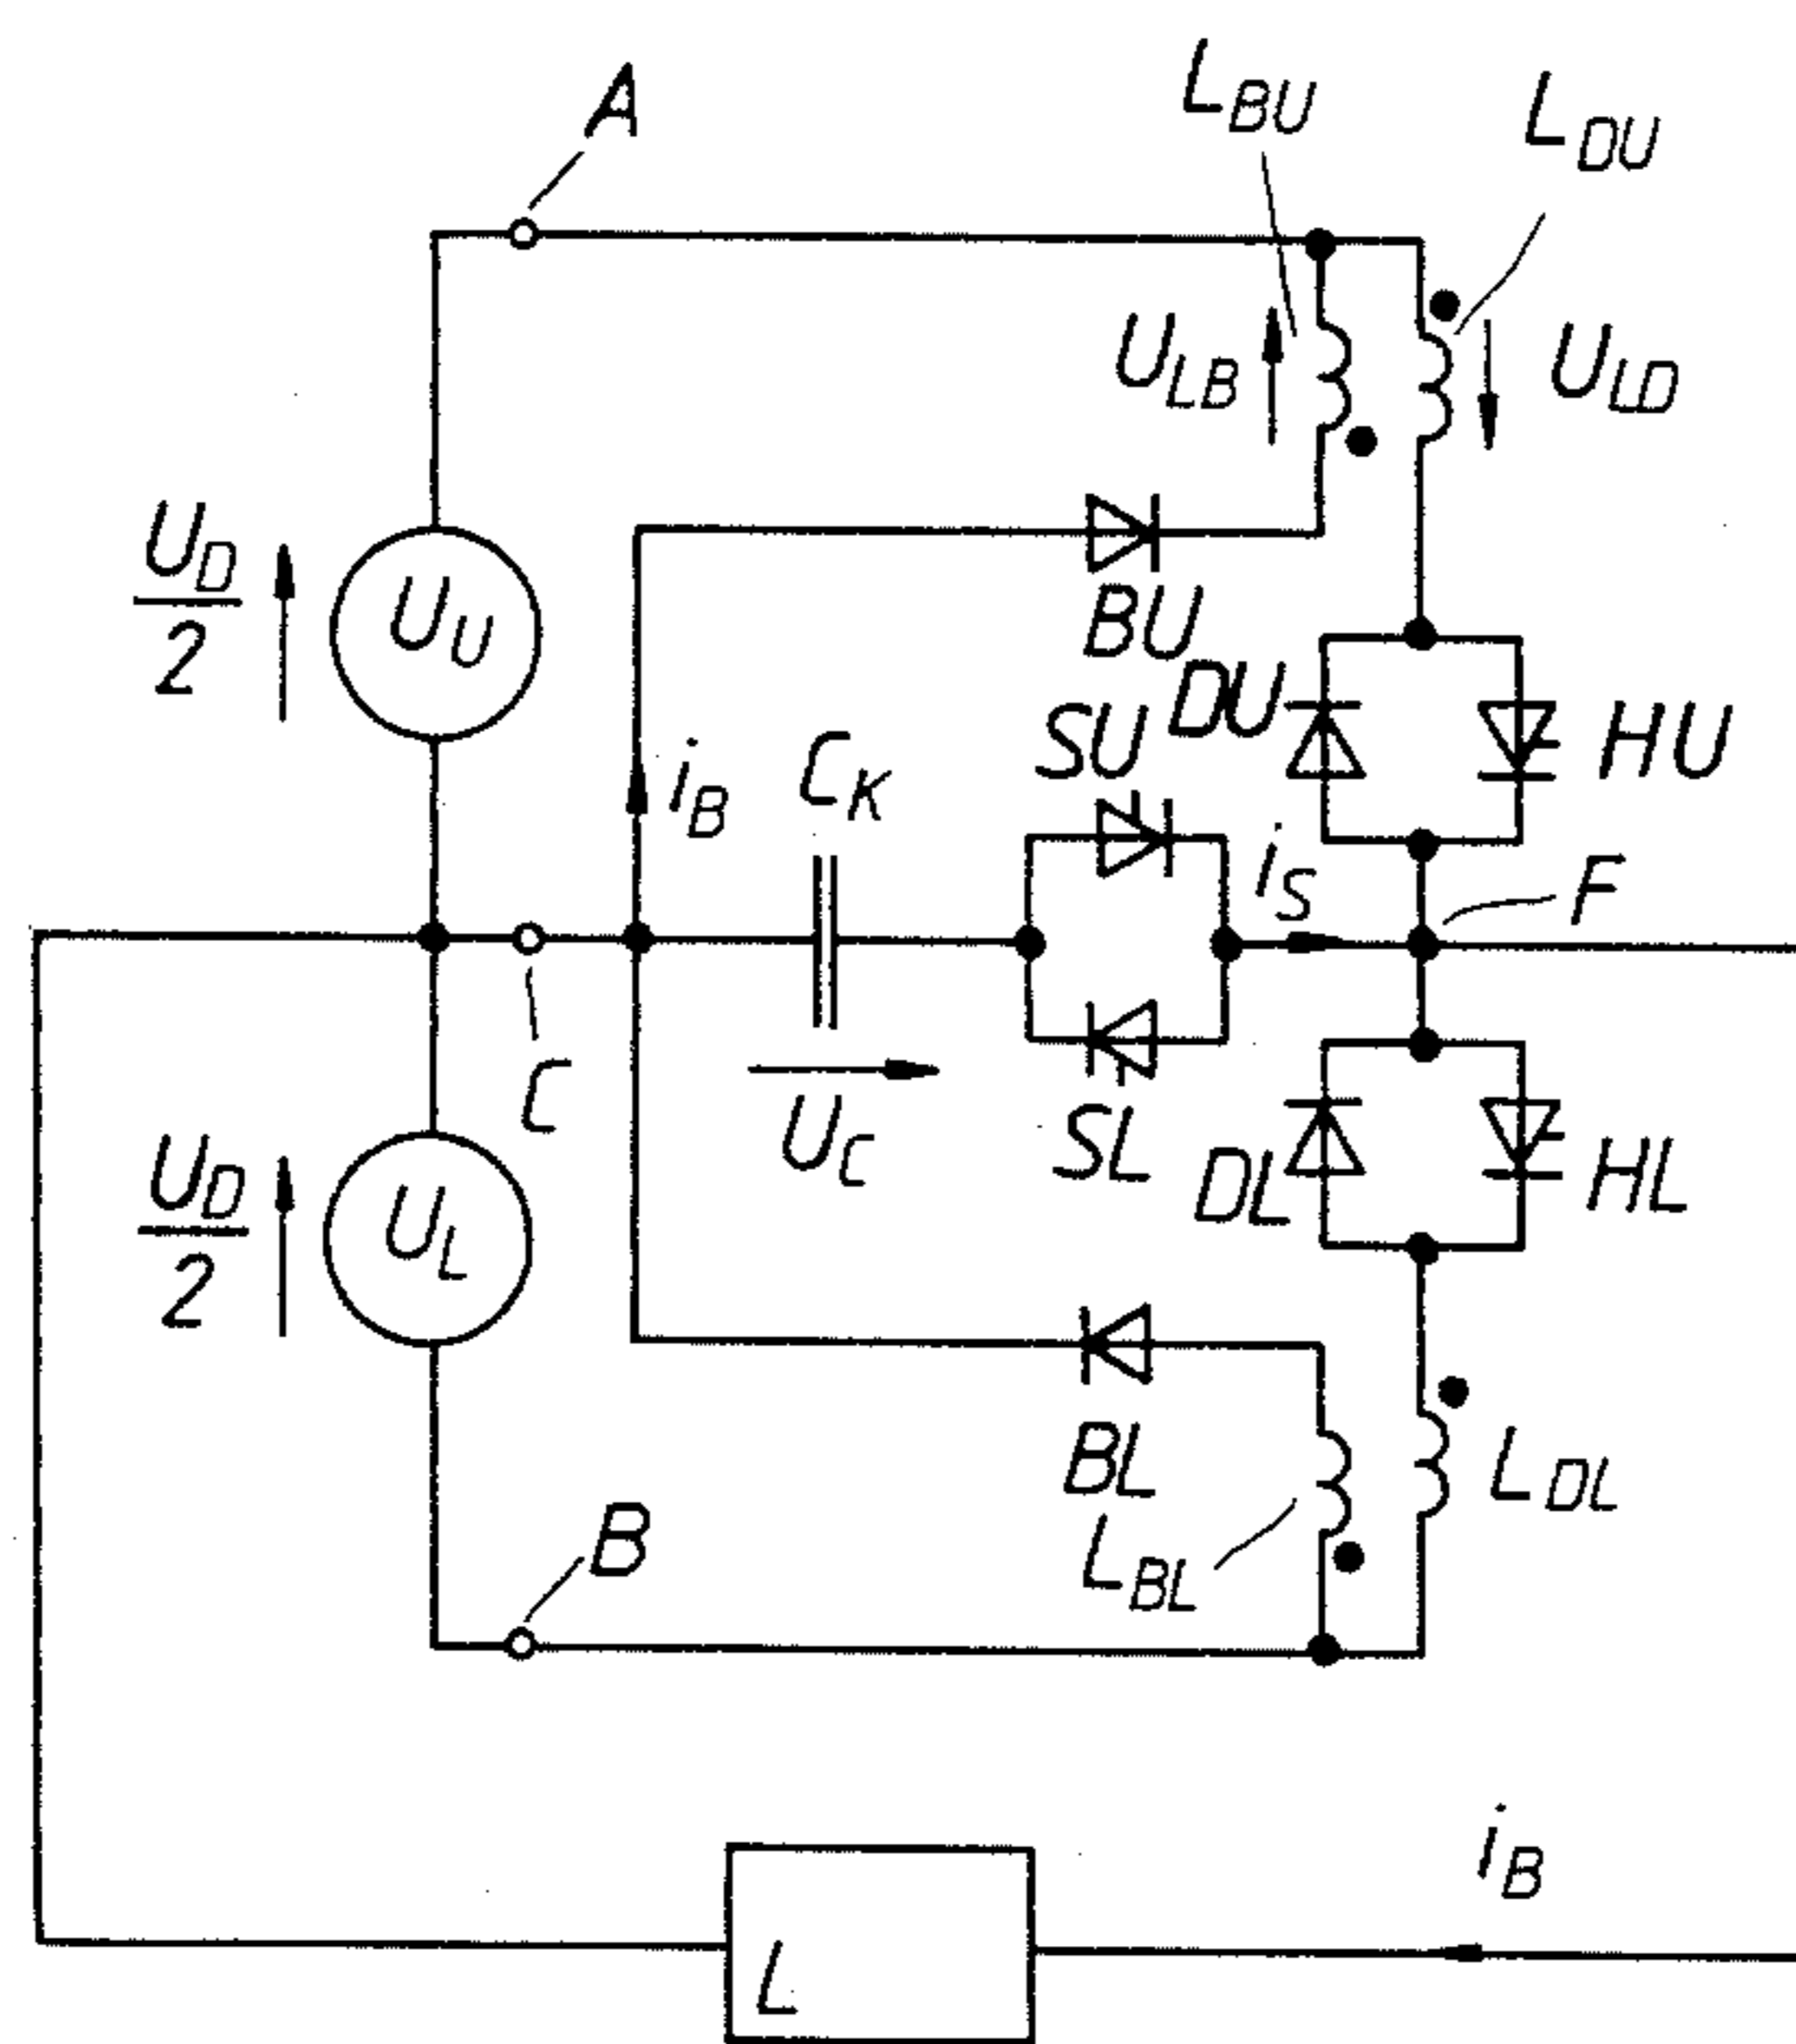 A
L_BU
L_DU
U_LB
U_LD
U_D
2
U_U
BU
DU
HU
SU
i_B
C_K
i_S
F
C
U_C
SL
DL
HL
U_D
2
U_L
BL
L_BL
L_DL
B
i_B
L